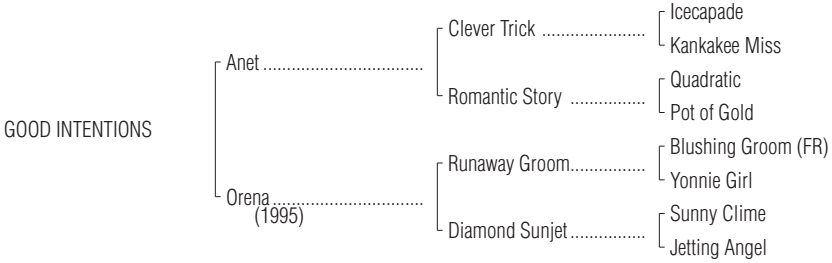 Icecapade
Clever Trick ......................
Kankakee Miss
Anet .................................
Quadratic
Romantic Story ................
Pot of Gold
GOOD INTENTIONS
Blushing Groom (FR)
Runaway Groom................
Yonnie Girl
Orena ................................
(1995)
Sunny Clime
Diamond Sunjet ................
Jetting Angel